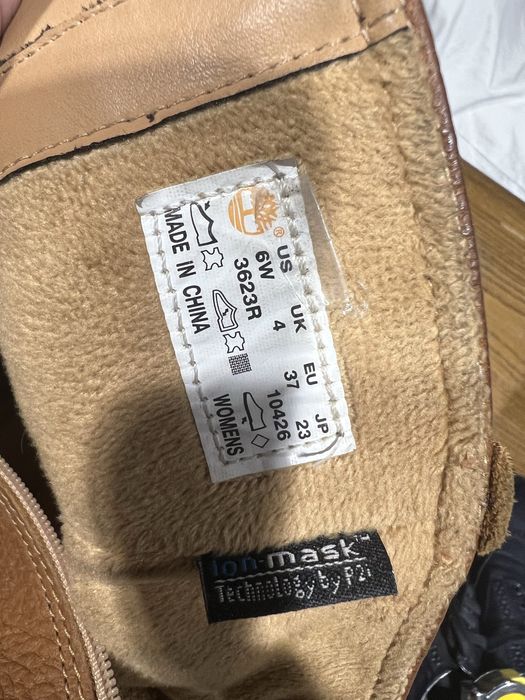 ®
US UK EU JP
6W 4 37 23
3623R 10426
MADE IN CHINA WOMENS
ion-mask™
Technology by P2i